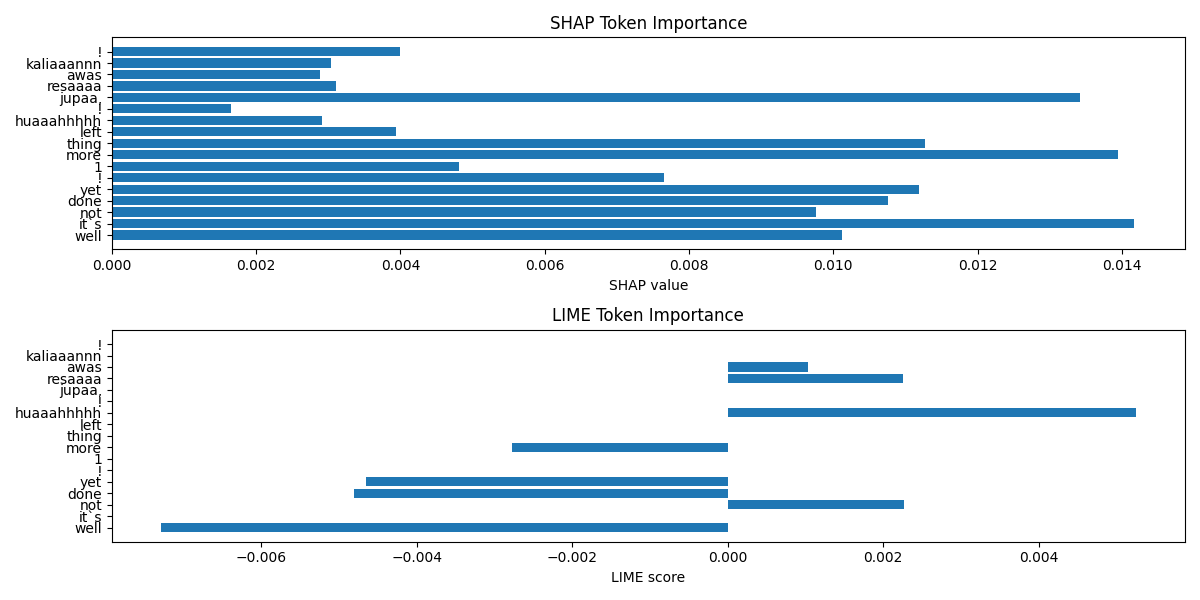 SHAP Token Importance
!
kaliaaannn
awas
resaaaa
jupaa,
!
huaaahhhhh
left
thing
more
1
!
yet
done
not
it`s
well
0.000 0.002 0.004 0.006 0.008 0.010 0.012 0.014
SHAP value
LIME Token Importance
!
kaliaaannn
awas
resaaaa
jupaa,
!
huaaahhhhh
left
thing
more
1
!
yet
done
not
it`s
well
−0.006 −0.004 −0.002 0.000 0.002 0.004
LIME score